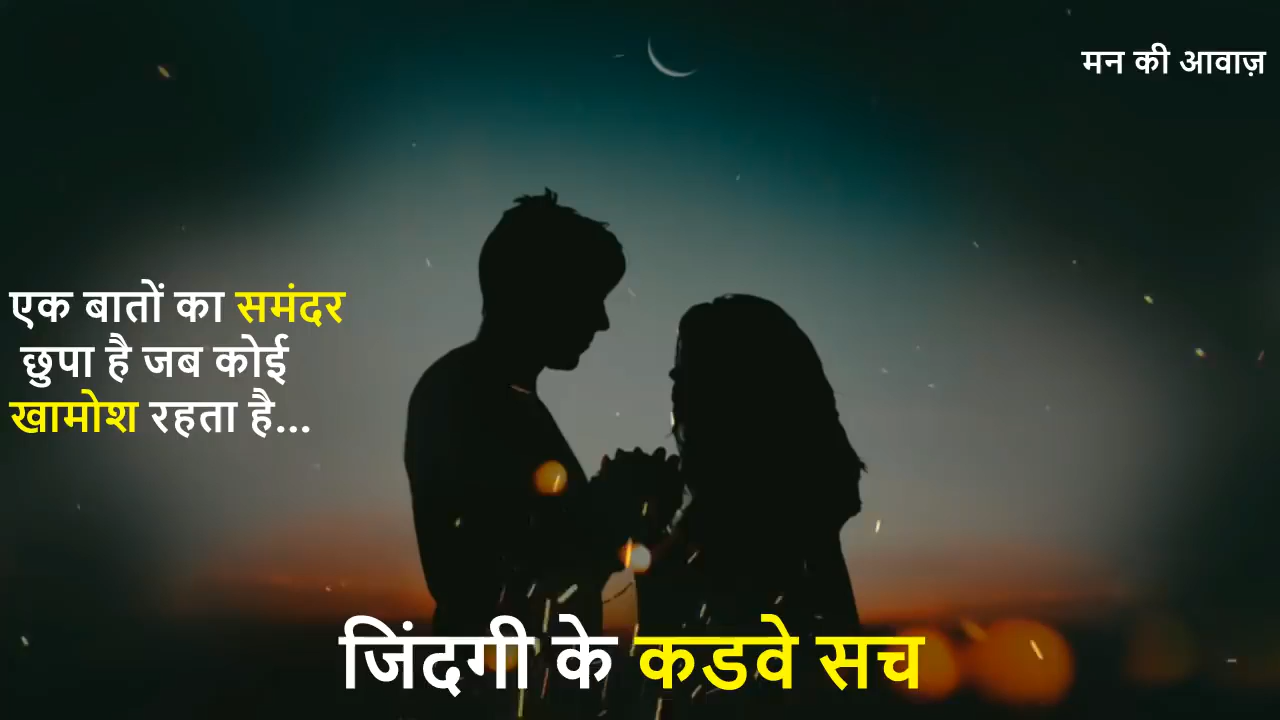 मन की आवाज़
एक बातों का समंदर
छुपा है जब कोई
खामोश रहता है...
जिंदगी के कडवे सच